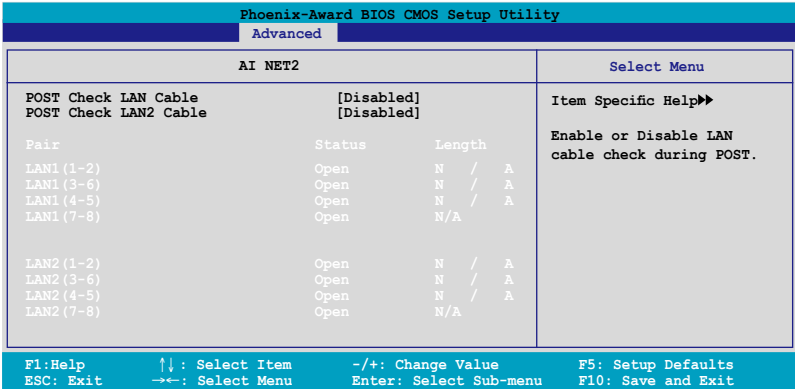 Phoenix-Award BIOS CMOS Setup Utility
Advanced
AI NET2
Select Menu
POST Check LAN Cable [Disabled]
POST Check LAN2 Cable [Disabled]
Pair Status Length
LAN1(1-2) Open N / A
LAN1(3-6) Open N / A
LAN1(4-5) Open N / A
LAN1(7-8) Open N/A
LAN2(1-2) Open N / A
LAN2(3-6) Open N / A
LAN2(4-5) Open N / A
LAN2(7-8) Open N/A
Item Specific Help▶▶
Enable or Disable LAN
cable check during POST.
F1:Help ↑↓: Select Item -/+: Change Value F5: Setup Defaults
ESC: Exit →←: Select Menu Enter: Select Sub-menu F10: Save and Exit